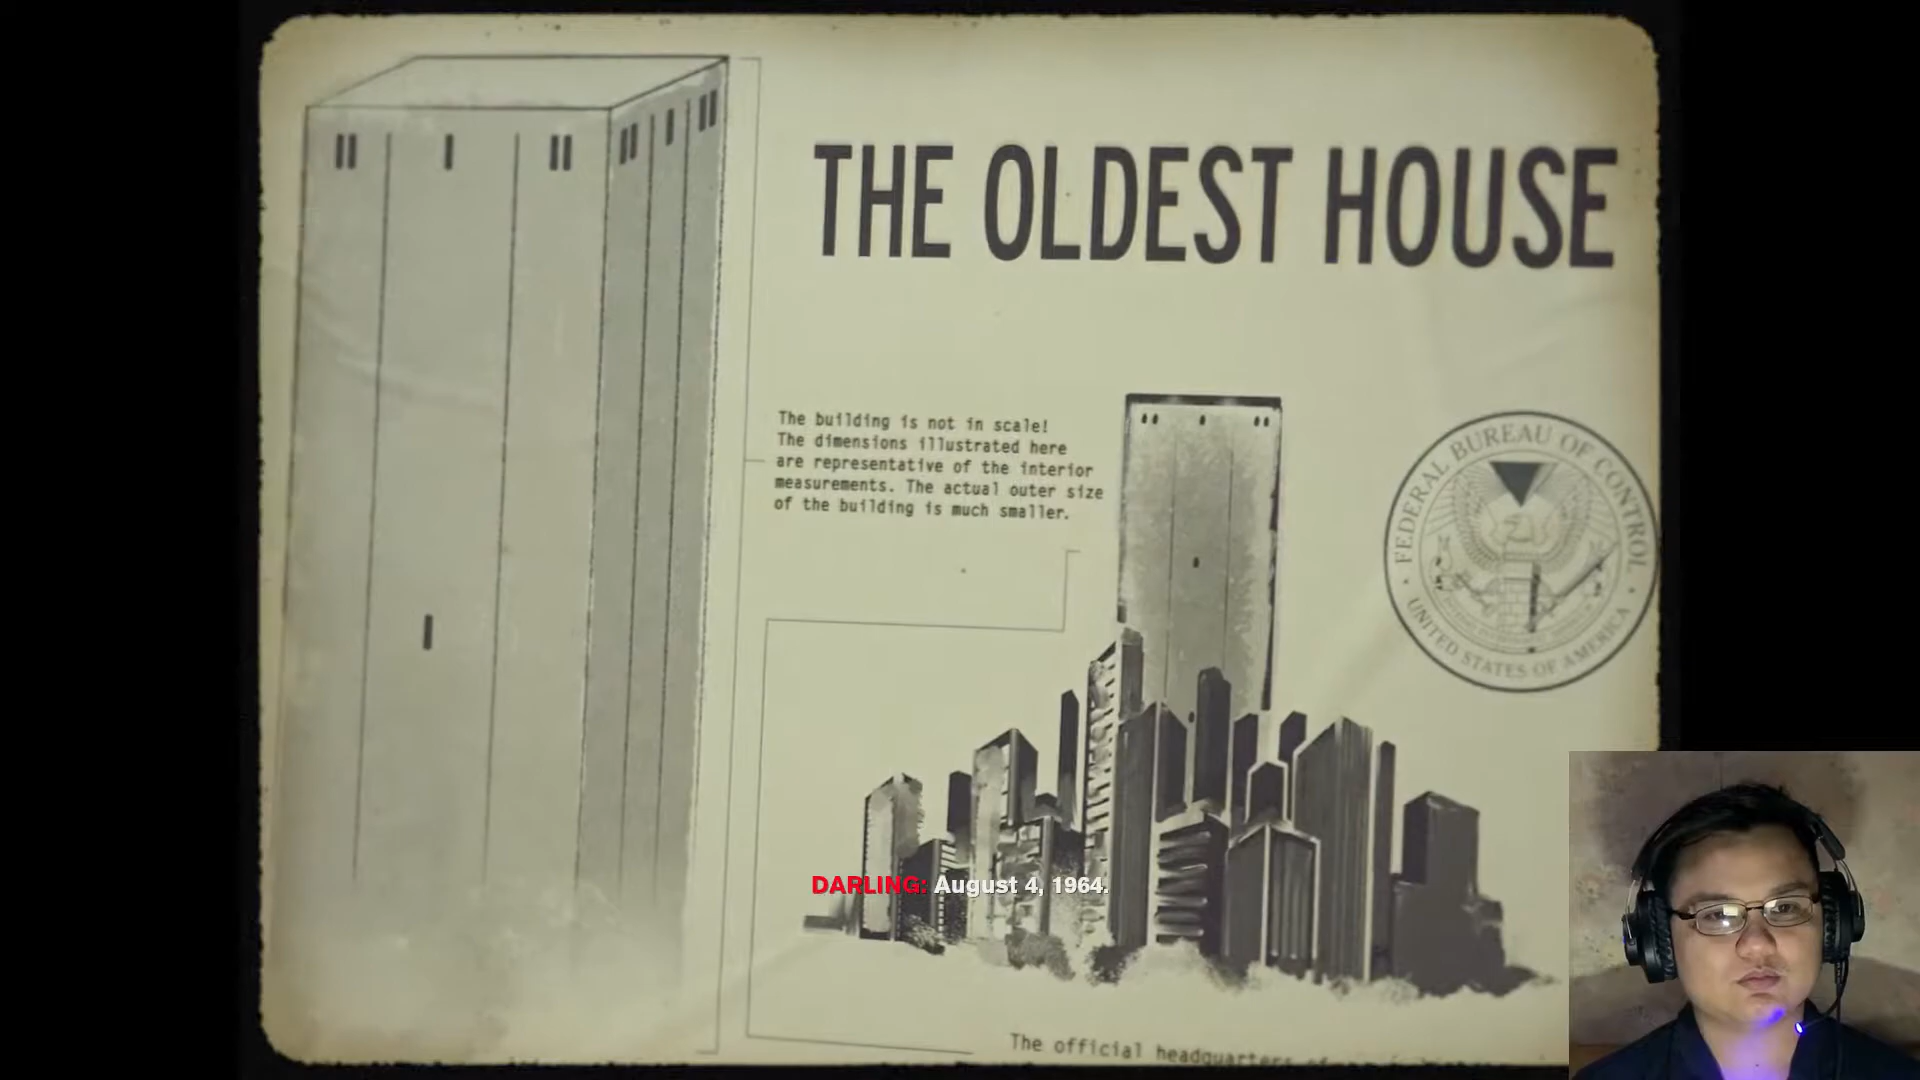 THE OLDEST HOUSE
The building is not in scale!
The dimensions illustrated here
are representative of the interior
measurements. The actual outer size
of the building is much smaller.
FEDERAL BUREAU OF CONTROL
UNITED STATES OF AMERICA
DARLING: August 4, 1964.
The official headquarters